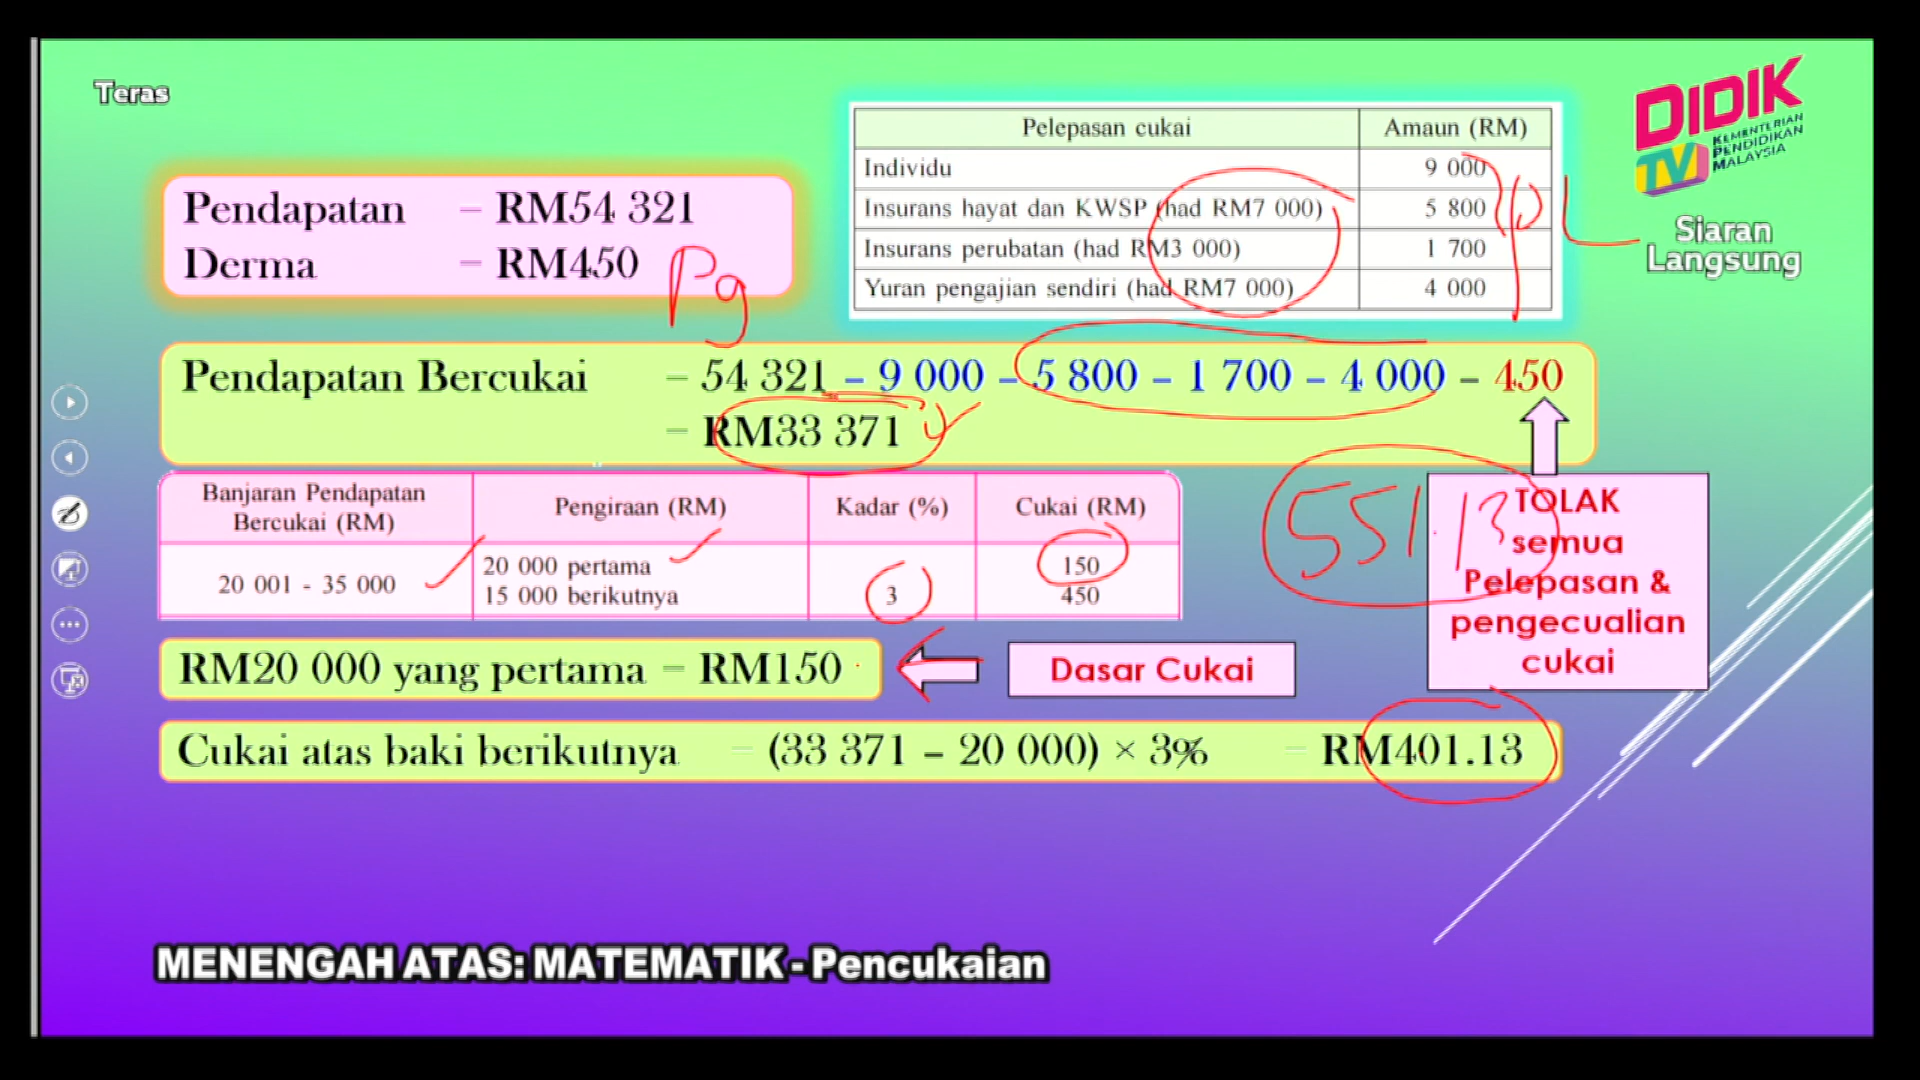 Teras
DIDIK
TV
KEMENTERIAN
PENDIDIKAN
MALAYSIA
Siaran
Langsung
Pendapatan = RM54 321
Derma = RM450
Pg
Pelepasan cukai Amaun (RM)
Individu 9 000
Insurans hayat dan KWSP (had RM7 000) 5 800
Insurans perubatan (had RM3 000) 1 700
Yuran pengajian sendiri (had RM7 000) 4 000
Pendapatan Bercukai = 54 321 – 9 000 – 5 800 – 1 700 – 4 000 – 450
= RM33 371
Banjaran Pendapatan Bercukai (RM) Pengiraan (RM) Kadar (%) Cukai (RM)
20 001 - 35 000 20 000 pertama 150
15 000 berikutnya 3 450
551.13
TOLAK
semua
Pelepasan &
pengecualian
cukai
RM20 000 yang pertama = RM150
Dasar Cukai
Cukai atas baki berikutnya = (33 371 – 20 000) × 3% = RM401.13
MENENGAH ATAS: MATEMATIK - Pencukaian